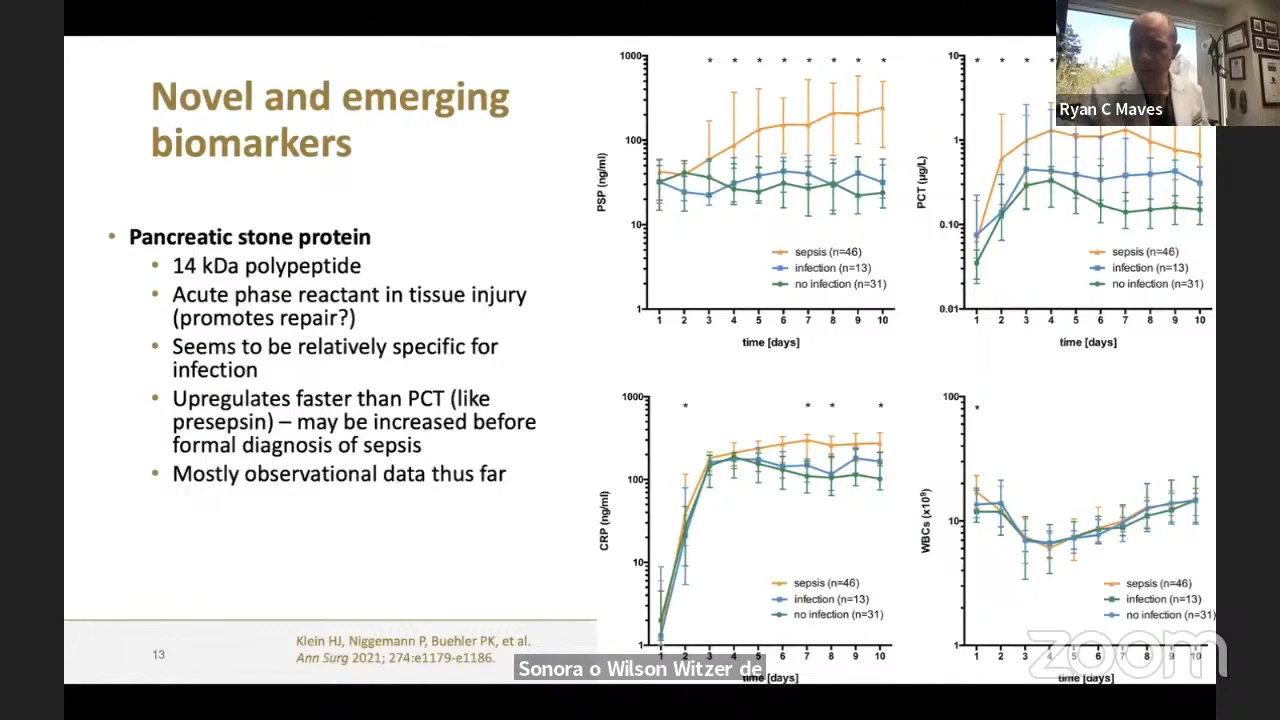 Novel and emerging
biomarkers
• Pancreatic stone protein
• 14 kDa polypeptide
• Acute phase reactant in tissue injury
(promotes repair?)
• Seems to be relatively specific for
infection
• Upregulates faster than PCT (like
presepsin) – may be increased before
formal diagnosis of sepsis
• Mostly observational data thus far
13
Klein HJ, Niggemann P, Buehler PK, et al.
Ann Surg 2021; 274:e1179-e1186.
PSP (ng/ml)
1000
100
10
1
* * * * * * * *
sepsis (n=46)
infection (n=13)
no infection (n=31)
1 2 3 4 5 6 7 8 9 10
time [days]
PCT (µg/L)
10
1
0.10
0.01
* * * *
sepsis (n=46)
infection (n=13)
no infection (n=31)
1 2 3 4 5 6 7 8 9 10
time [days]
CRP (ng/ml)
1000
100
10
1
* * * *
sepsis (n=46)
infection (n=13)
no infection (n=31)
1 2 3 4 5 6 7 8 9 10
time [days]
WBCs (x10⁹)
100
10
1
*
sepsis (n=46)
infection (n=13)
no infection (n=31)
1 2 3 4 5 6 7 8 9 10
time [days]
Ryan C Maves
Sonora o Wilson Witzer de
zoom